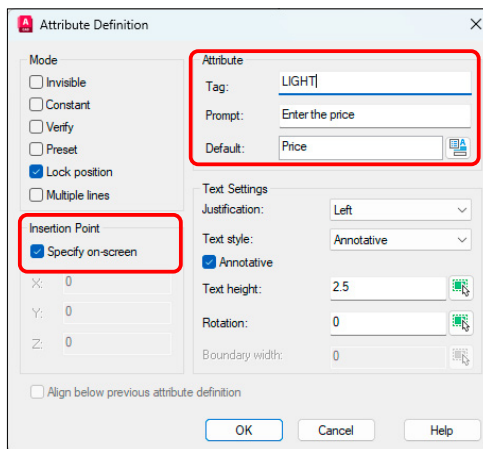 A
CAD
Attribute Definition
Mode
Invisible
Constant
Verify
Preset
Lock position
Multiple lines
Insertion Point
Specify on-screen
X: 0
Y: 0
Z: 0
Attribute
Tag: LIGHT
Prompt: Enter the price
Default: Price
Text Settings
Justification: Left
Text style: Annotative
Annotative
Text height: 2.5
Rotation: 0
Boundary width: 0
Align below previous attribute definition
OK Cancel Help